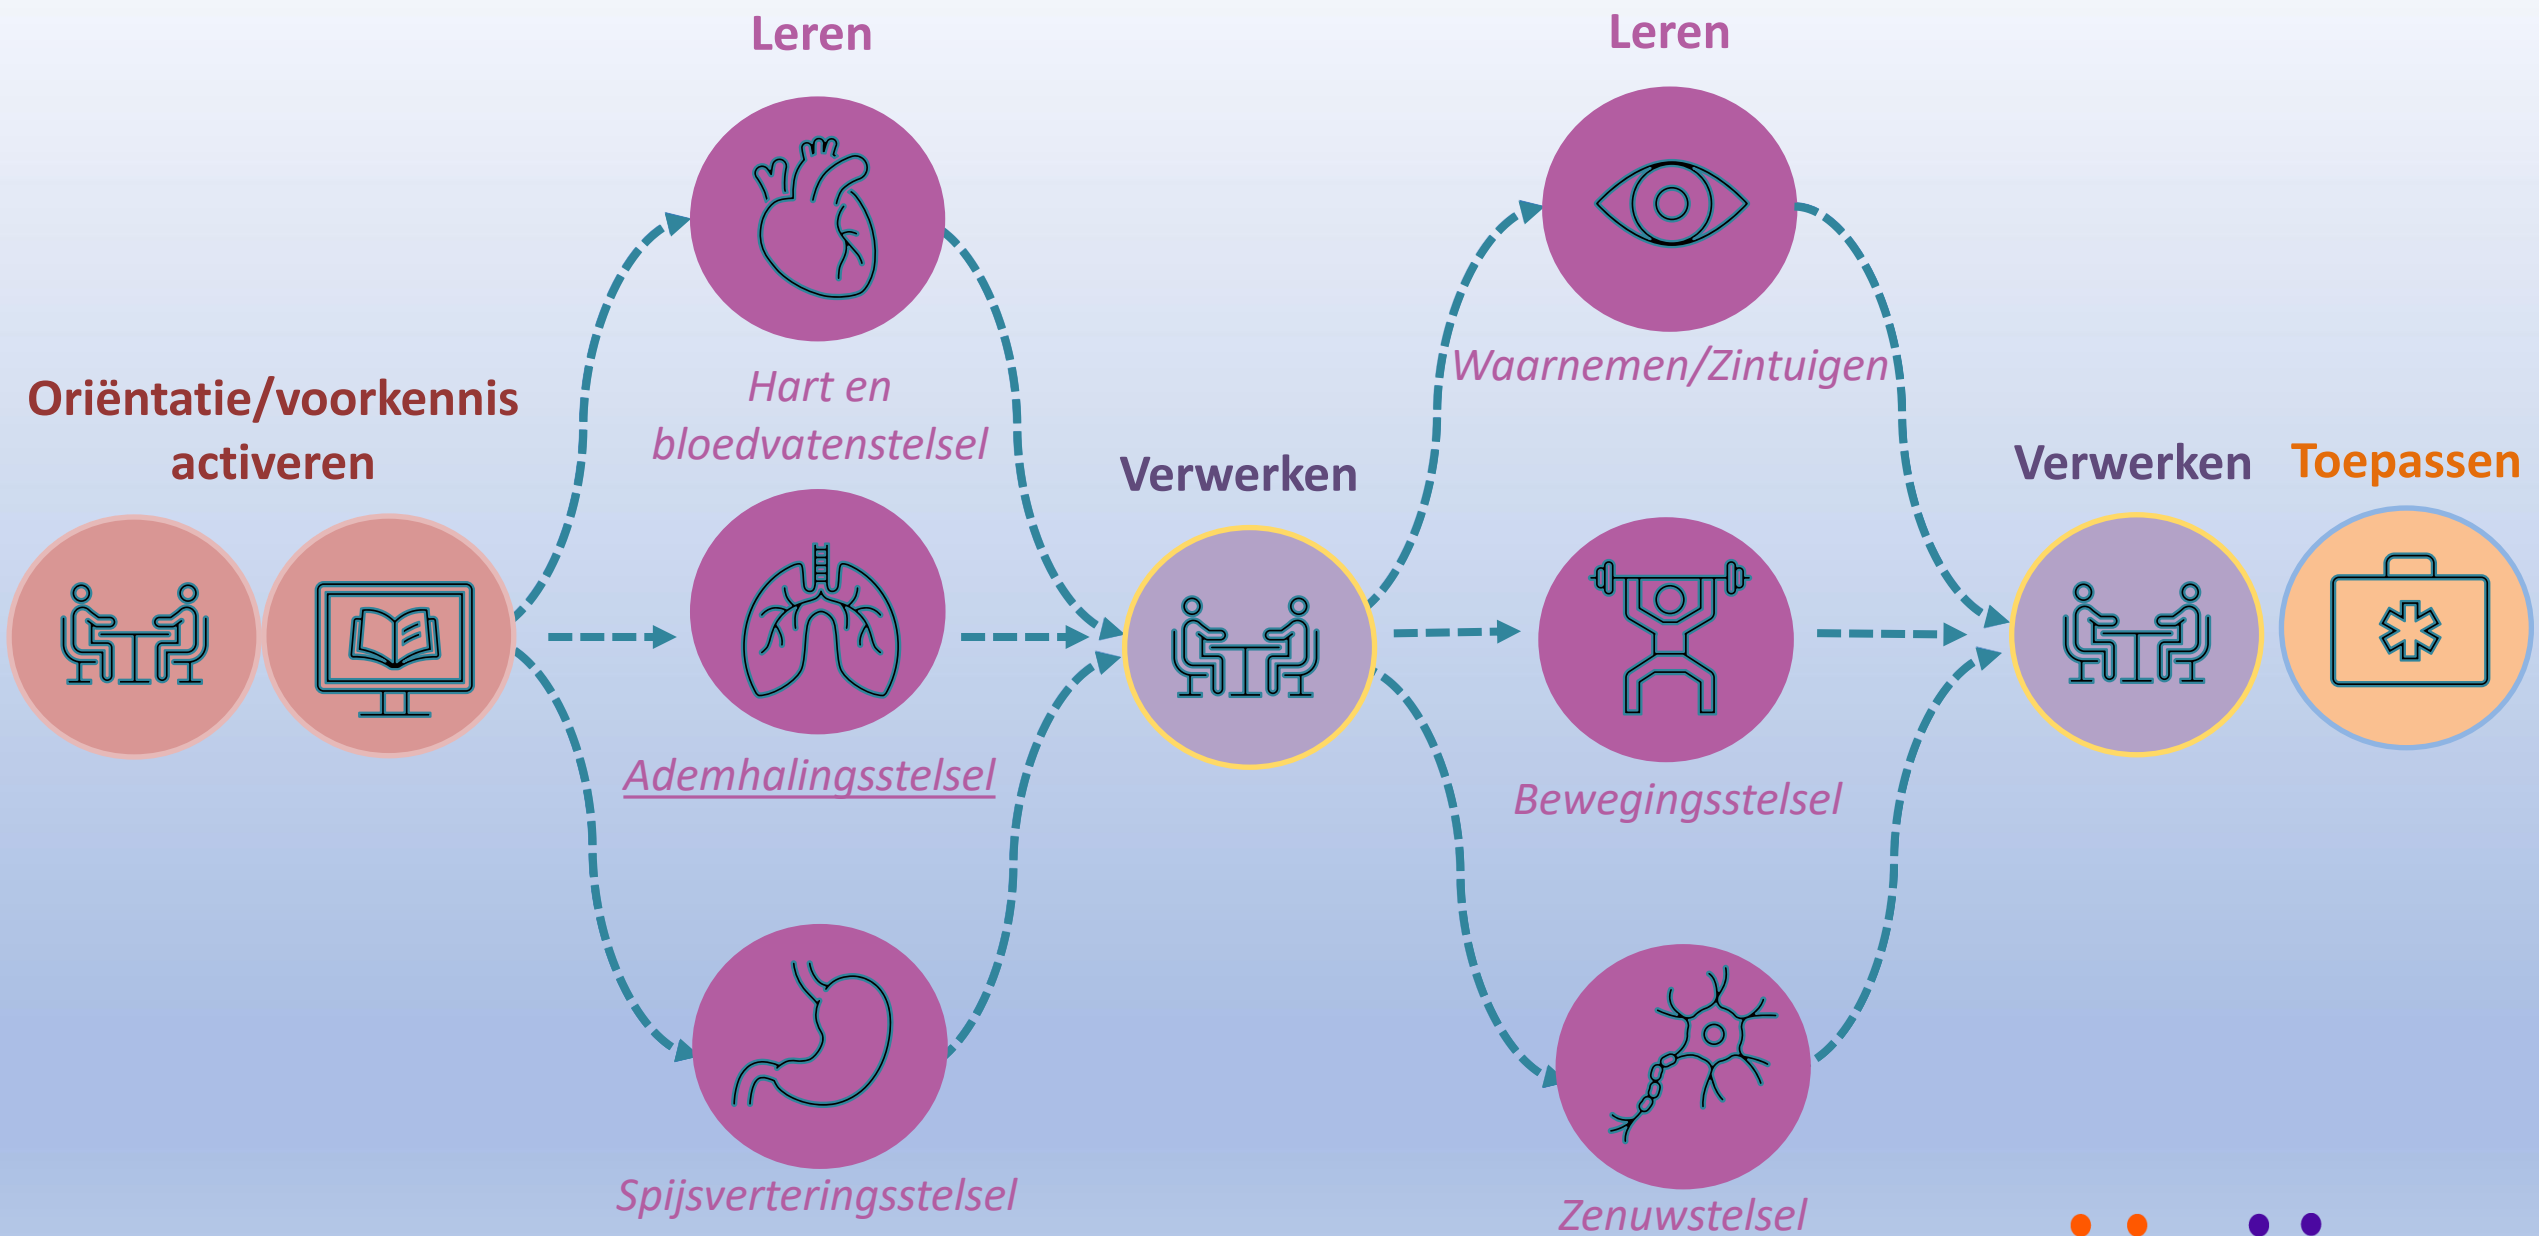 Leren
Leren
Waarnemen/Zintuigen
Hart en
bloedvatenstelsel
Oriëntatie/voorkennis
activeren
Verwerken
Verwerken
Toepassen
Ademhalingsstelsel
Bewegingsstelsel
Spijsverteringsstelsel
Zenuwstelsel